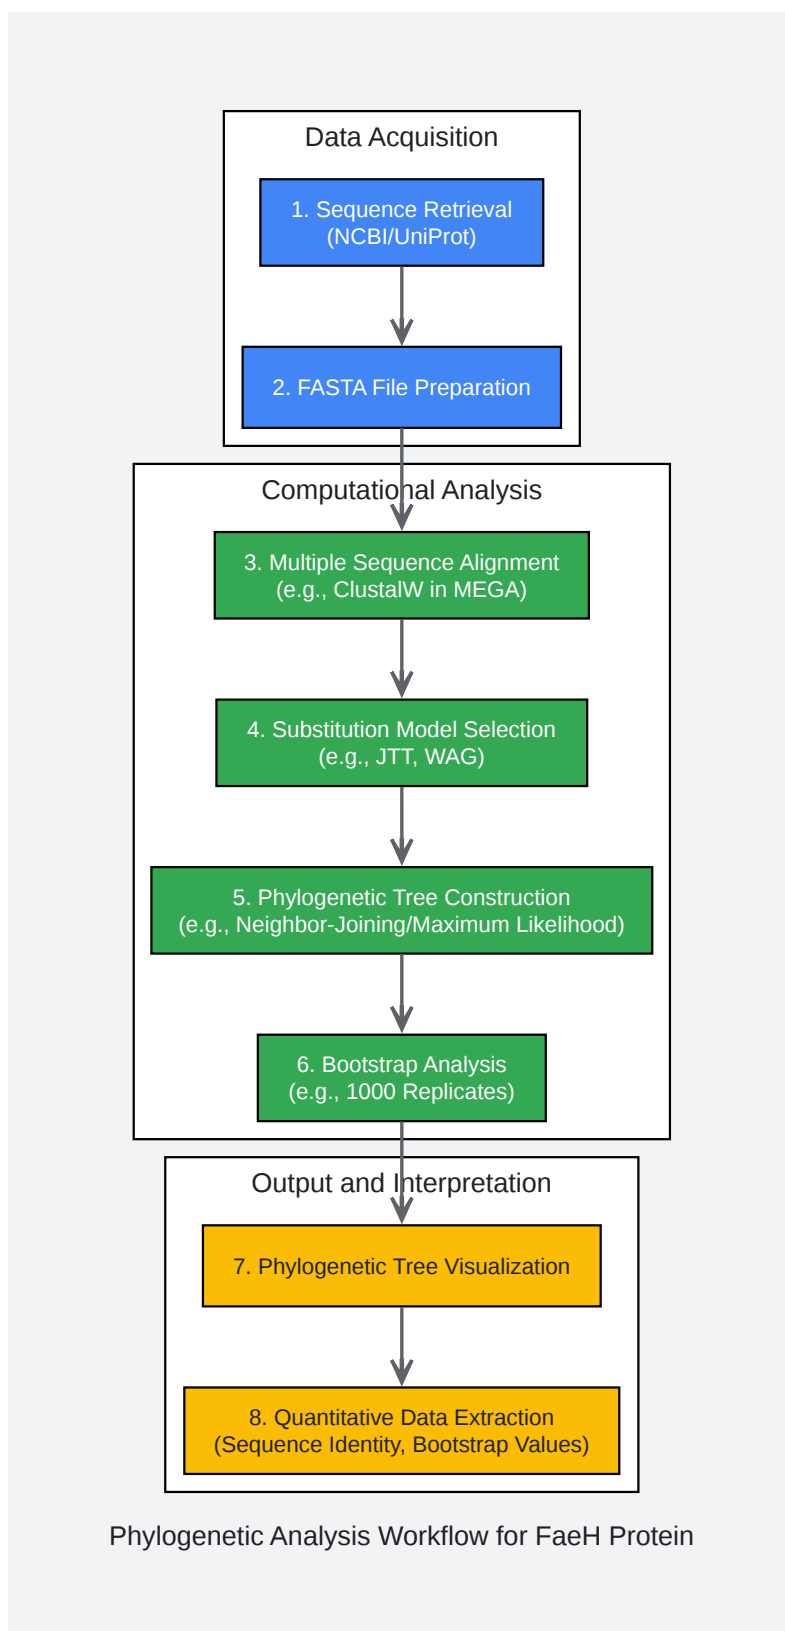 Data Acquisition
1. Sequence Retrieval
(NCBI/UniProt)
2. FASTA File Preparation
Computational Analysis
3. Multiple Sequence Alignment
(e.g., ClustalW in MEGA)
4. Substitution Model Selection
(e.g., JTT, WAG)
5. Phylogenetic Tree Construction
(e.g., Neighbor-Joining/Maximum Likelihood)
6. Bootstrap Analysis
(e.g., 1000 Replicates)
Output and Interpretation
7. Phylogenetic Tree Visualization
8. Quantitative Data Extraction
(Sequence Identity, Bootstrap Values)
Phylogenetic Analysis Workflow for FaeH Protein